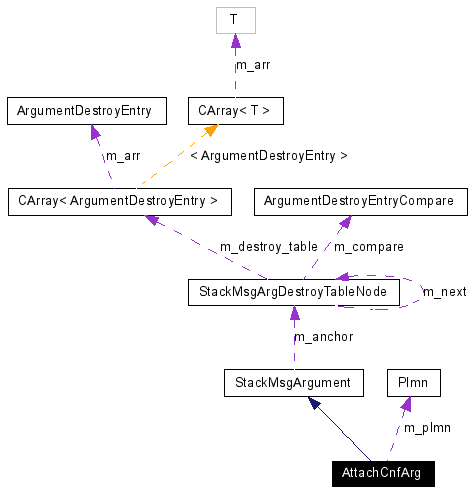 T
m_arr
ArgumentDestroyEntry
CArray< T >
m_arr
< ArgumentDestroyEntry >
CArray< ArgumentDestroyEntry >
ArgumentDestroyEntryCompare
m_destroy_table
m_compare
StackMsgArgDestroyTableNode
m_next
m_anchor
StackMsgArgument
Plmn
m_plmn
AttachCnfArg